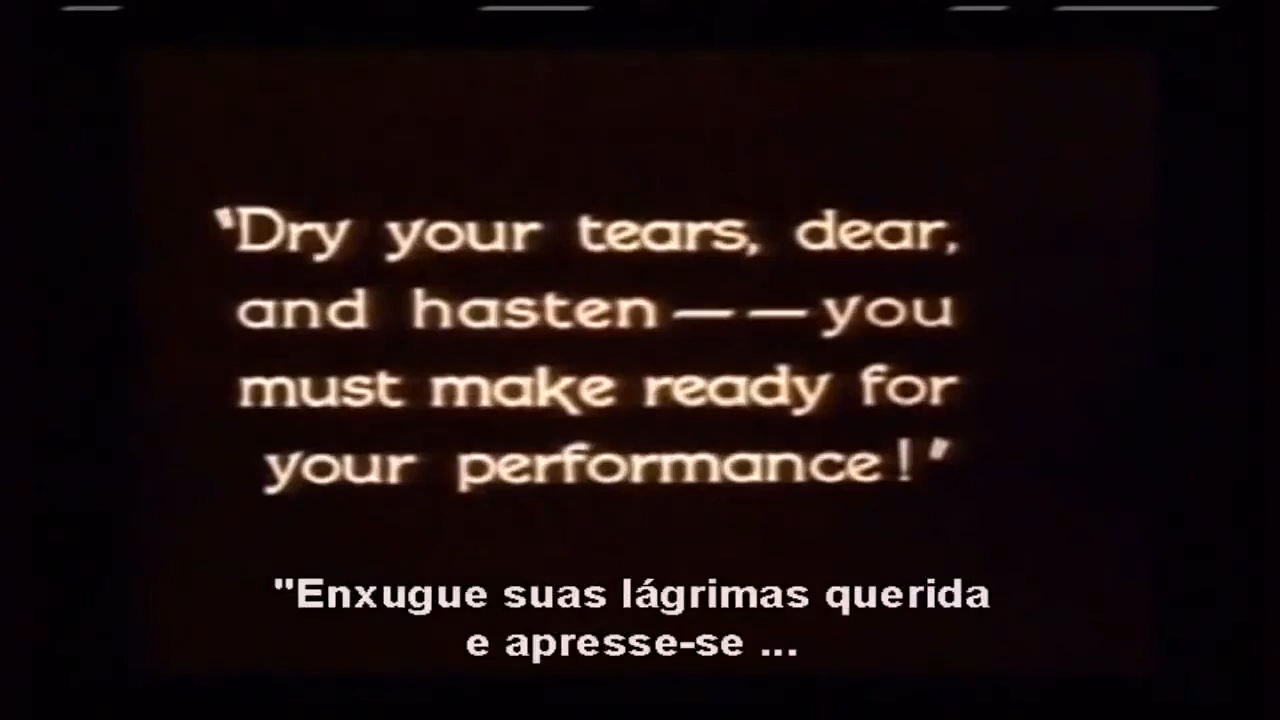 "Dry your tears, dear,
and hasten——you
must make ready for
your performance!"
"Enxugue suas lágrimas querida
e apresse-se ...